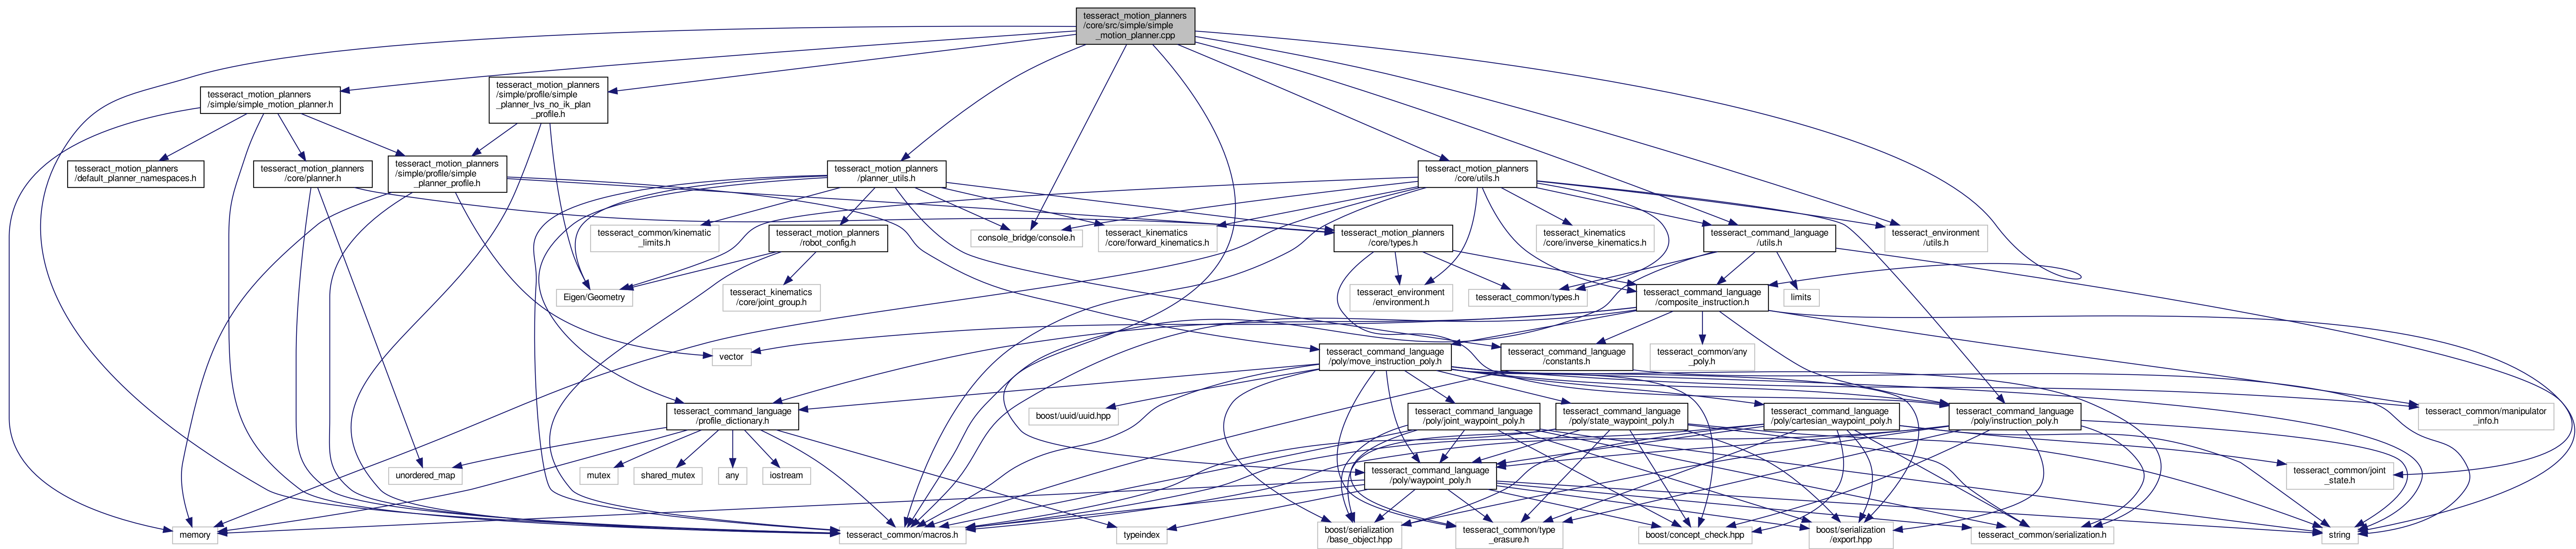 tesseract_motion_planners
/core/src/simple/simple
_motion_planner.cpp
tesseract_motion_planners
/simple/simple_motion_planner.h
tesseract_motion_planners
/simple/profile/simple
_planner_lvs_no_ik_plan
_profile.h
tesseract_motion_planners
/default_planner_namespaces.h
tesseract_motion_planners
/core/planner.h
tesseract_motion_planners
/simple/profile/simple
_planner_profile.h
tesseract_motion_planners
/planner_utils.h
tesseract_motion_planners
/core/utils.h
tesseract_common/kinematic
_limits.h
tesseract_motion_planners
/robot_config.h
console_bridge/console.h
tesseract_kinematics
/core/forward_kinematics.h
tesseract_motion_planners
/core/types.h
tesseract_kinematics
/core/inverse_kinematics.h
tesseract_command_language
/utils.h
tesseract_environment
/utils.h
Eigen/Geometry
tesseract_kinematics
/core/joint_group.h
tesseract_environment
/environment.h
tesseract_common/types.h
tesseract_command_language
/composite_instruction.h
limits
vector
tesseract_command_language
/poly/move_instruction_poly.h
tesseract_command_language
/constants.h
tesseract_common/any
_poly.h
tesseract_command_language
/profile_dictionary.h
boost/uuid/uuid.hpp
tesseract_command_language
/poly/joint_waypoint_poly.h
tesseract_command_language
/poly/state_waypoint_poly.h
tesseract_command_language
/poly/cartesian_waypoint_poly.h
tesseract_command_language
/poly/instruction_poly.h
tesseract_common/manipulator
_info.h
unordered_map
mutex
shared_mutex
any
iostream
tesseract_command_language
/poly/waypoint_poly.h
tesseract_common/joint
_state.h
memory
tesseract_common/macros.h
typeindex
boost/serialization
/base_object.hpp
tesseract_common/type
_erasure.h
boost/concept_check.hpp
boost/serialization
/export.hpp
tesseract_common/serialization.h
string